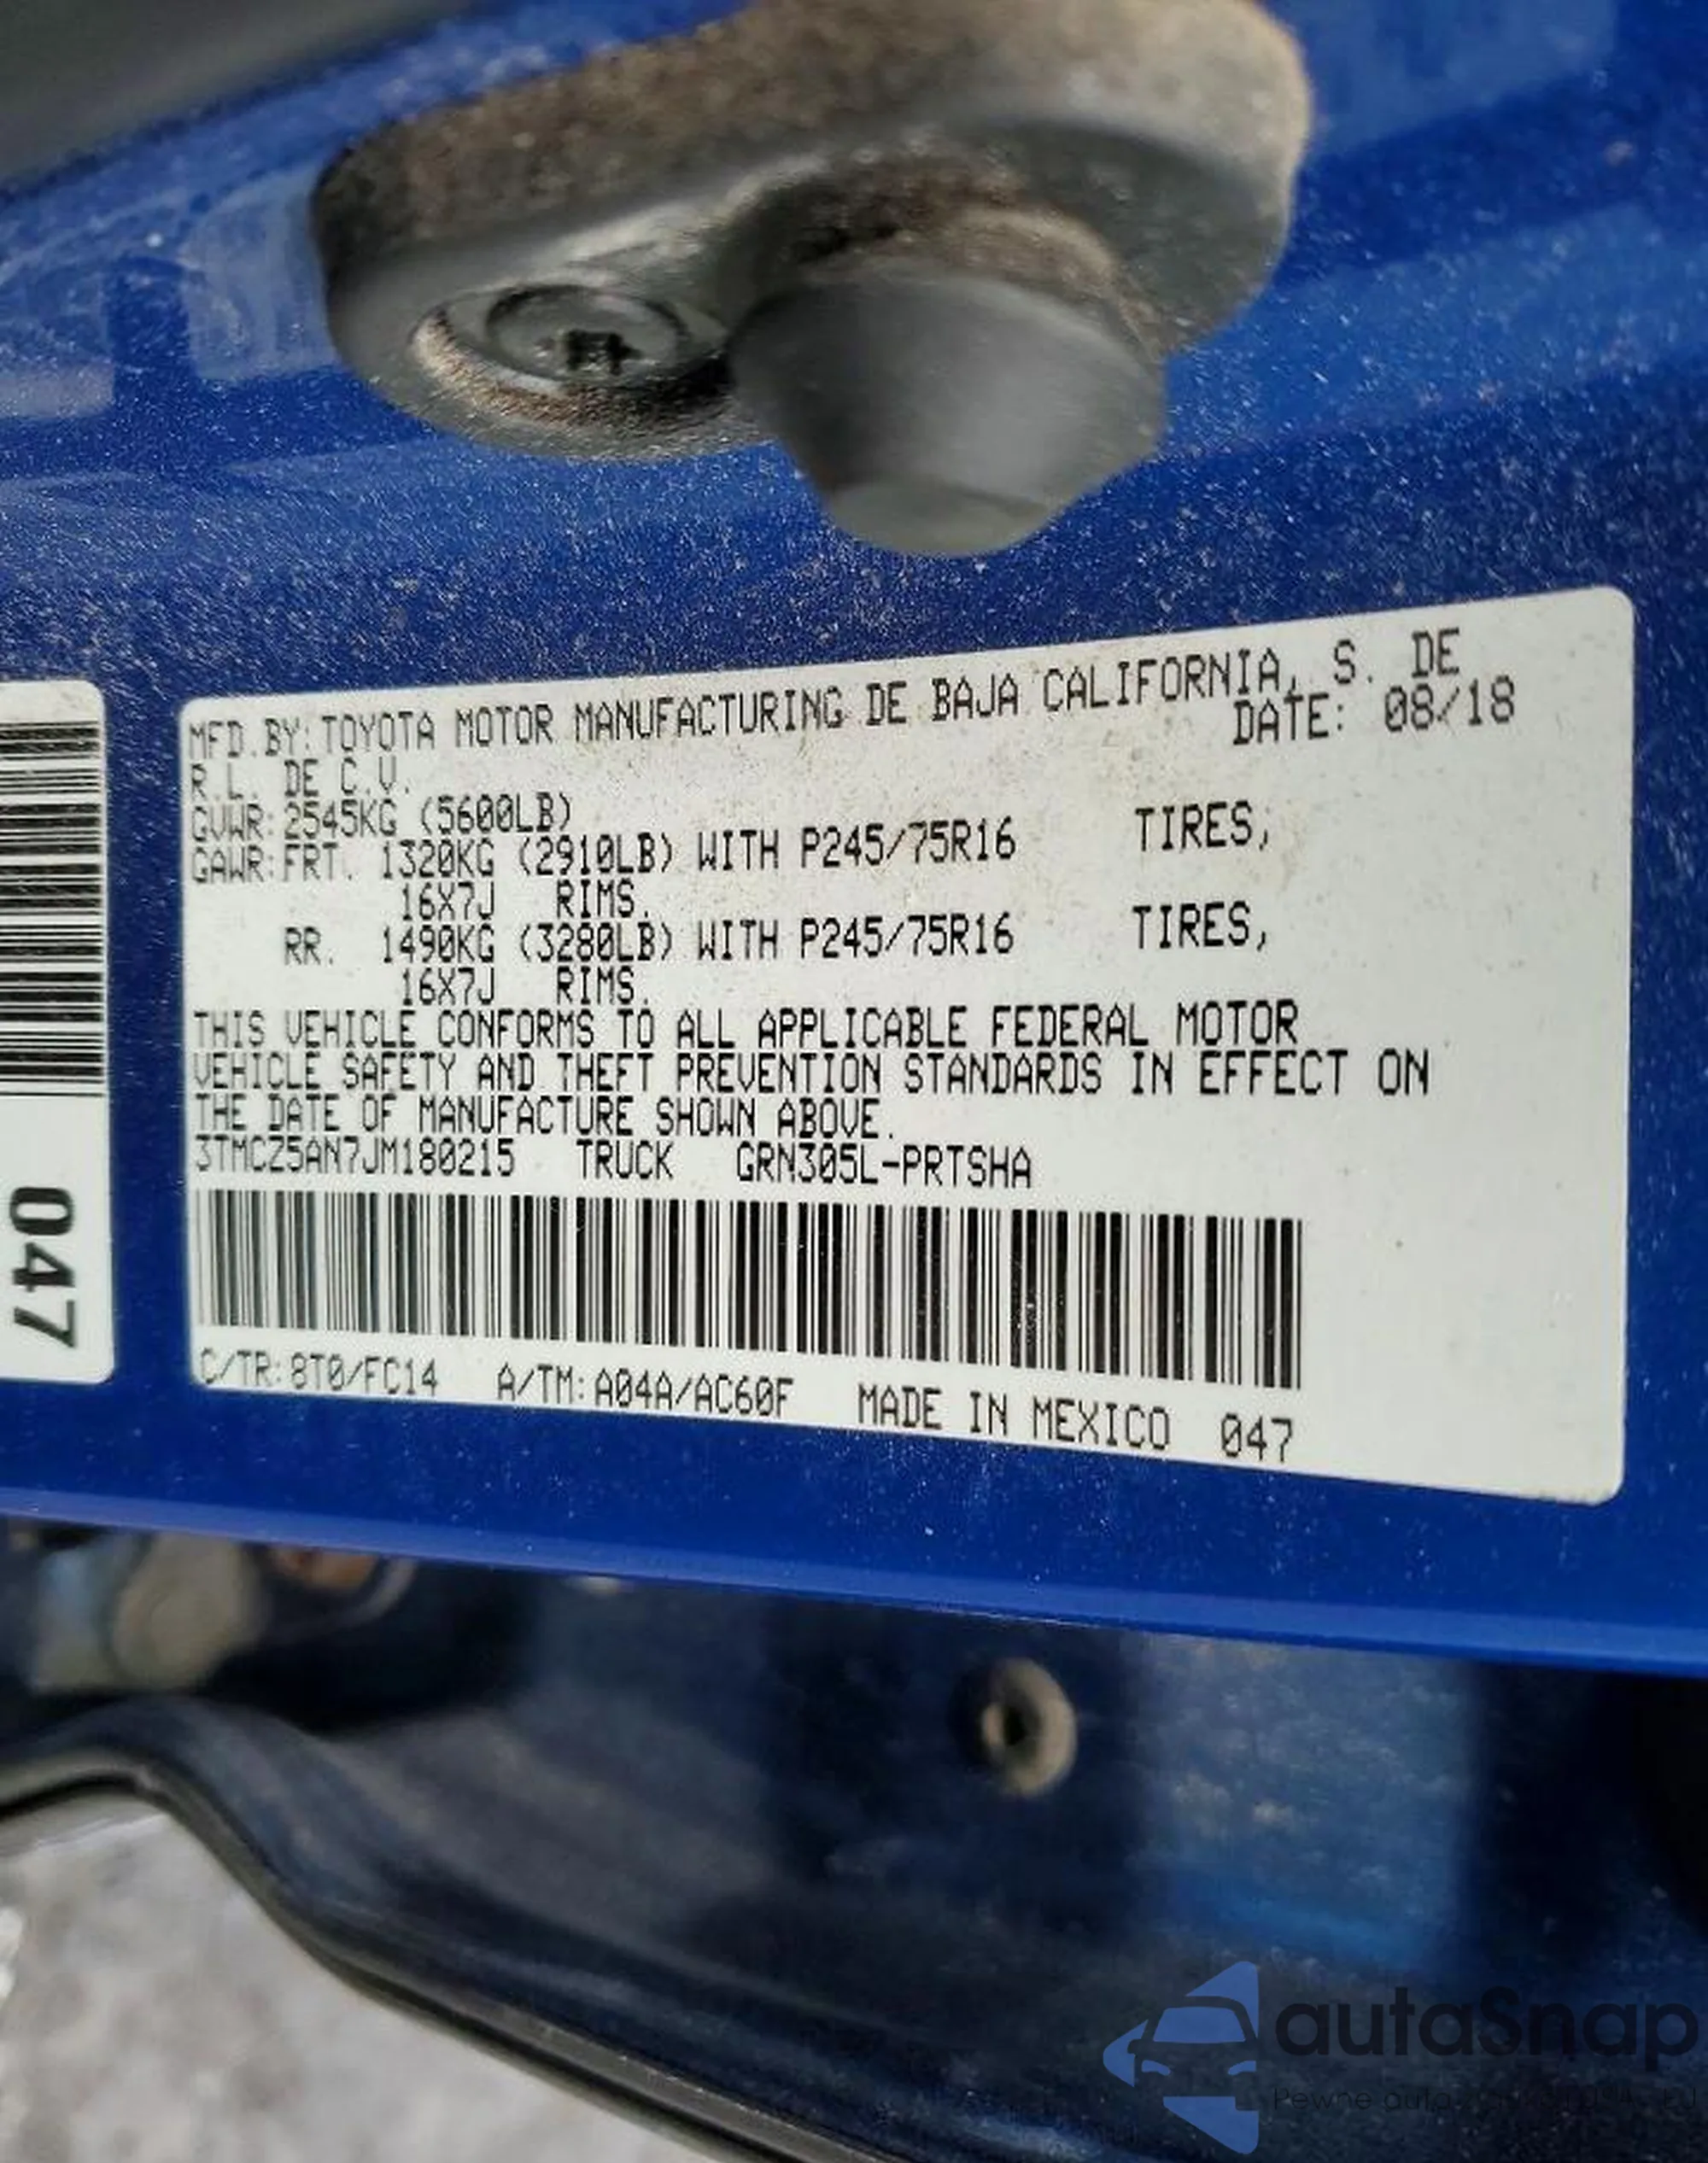 MFD.BY:TOYOTA MOTOR MANUFACTURING DE BAJA CALIFORNIA, S. DE
R.L. DE C.V. DATE: 08/18
GVWR:2545KG (5600LB)
GAWR:FRT. 1320KG (2910LB) WITH P245/75R16 TIRES,
16X7J RIMS.
RR. 1490KG (3280LB) WITH P245/75R16 TIRES,
16X7J RIMS.
THIS VEHICLE CONFORMS TO ALL APPLICABLE FEDERAL MOTOR
VEHICLE SAFETY AND THEFT PREVENTION STANDARDS IN EFFECT ON
THE DATE OF MANUFACTURE SHOWN ABOVE.
3TMCZ5AN7JM180215 TRUCK GRN305L-PRTSHA
C/TR:8T0/FC14 A/TM:A04A/AC60F MADE IN MEXICO 047
047
autaSnap
Pewne auta